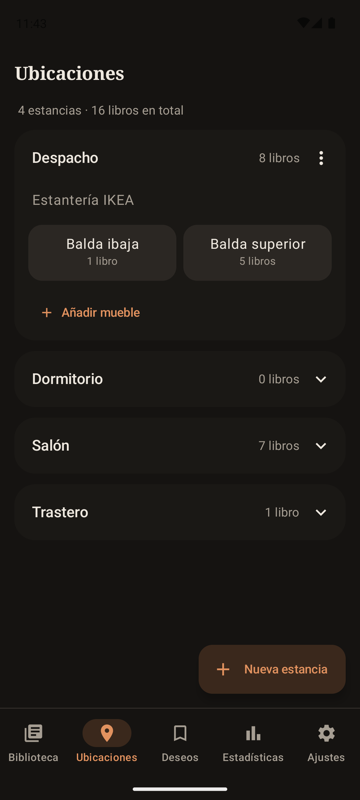 11:43
Ubicaciones
4 estancias · 16 libros en total
Despacho 8 libros
Estantería IKEA
Balda ibaja Balda superior
1 libro 5 libros
+ Añadir mueble
Dormitorio 0 libros
Salón 7 libros
Trastero 1 libro
+ Nueva estancia
Biblioteca Ubicaciones Deseos Estadísticas Ajustes